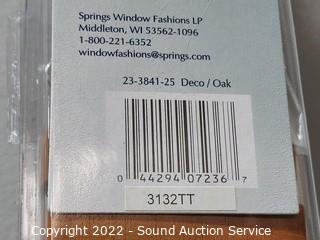 Springs Window Fashions LP
Middleton, WI 53562-1096
1-800-221-6352
windowfashions@springs.com
23-3841-25 Deco / Oak
0 44294 07236 7
3132TT
Copyright 2022 - Sound Auction Service